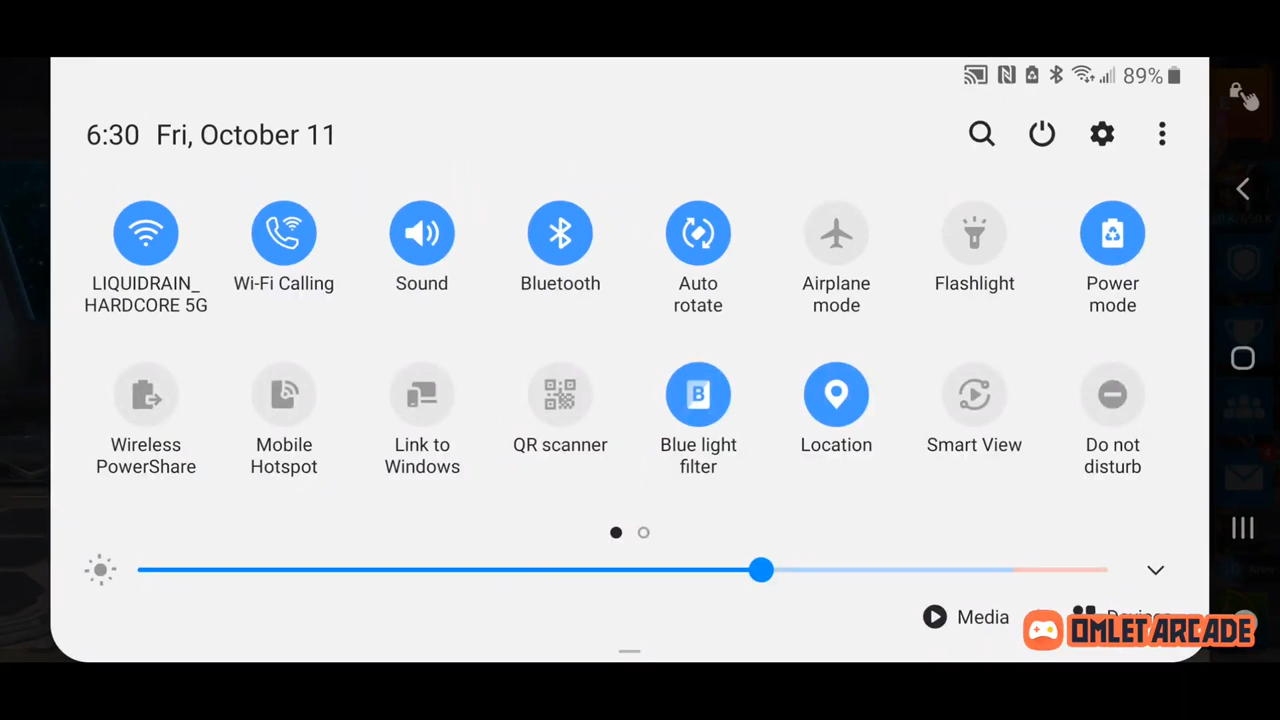 89%
6:30 Fri, October 11
LIQUIDRAIN_
HARDCORE 5G
Wi-Fi Calling
Sound
Bluetooth
Auto
rotate
Airplane
mode
Flashlight
Power
mode
Wireless
PowerShare
Mobile
Hotspot
Link to
Windows
QR scanner
B
Blue light
filter
Location
Smart View
Do not
disturb
Media
Devices
OMLET ARCADE